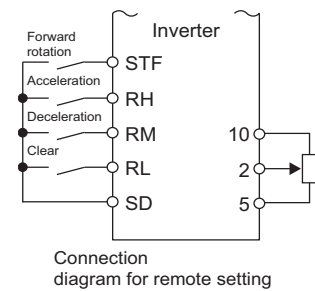 Inverter
Forward
rotation
STF
Acceleration
RH
Deceleration
RM
Clear
RL
SD
10
2
5
Connection
diagram for remote setting